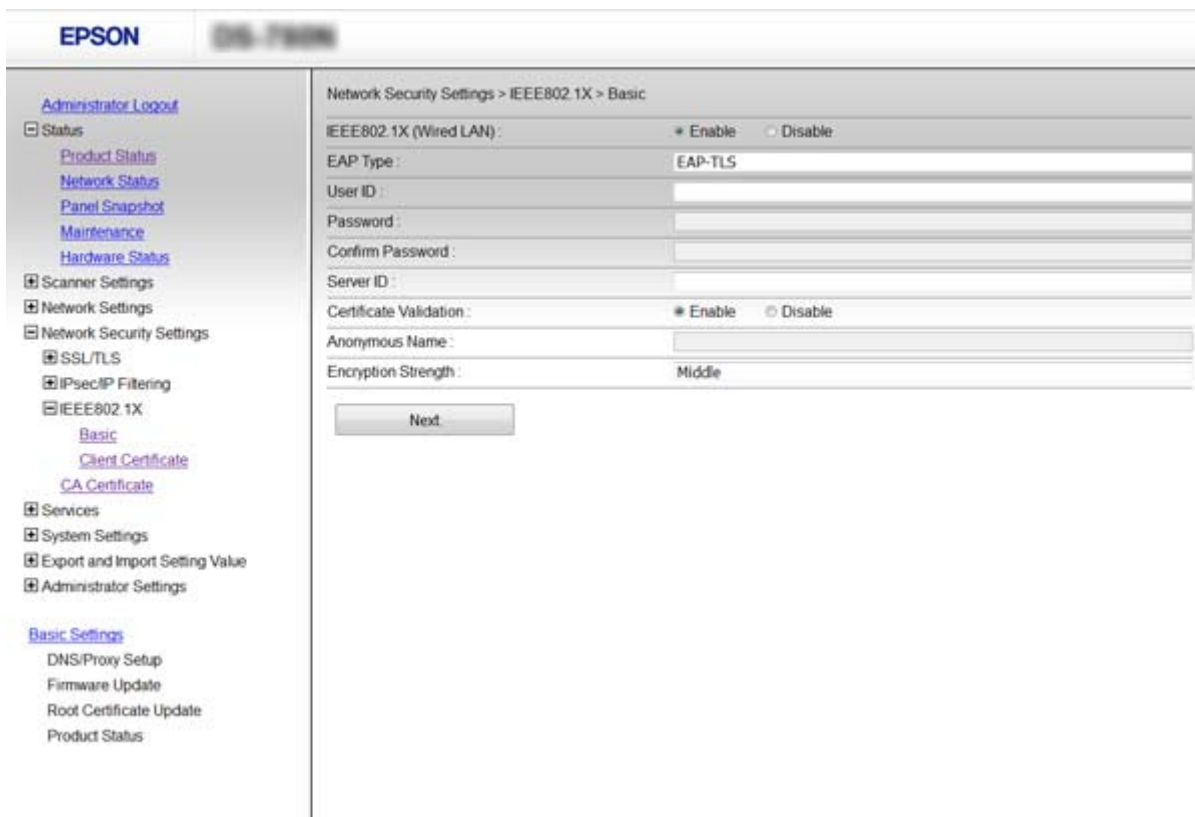 EPSON
Administrator Logout
Status
Product Status
Network Status
Panel Snapshot
Maintenance
Hardware Status
Scanner Settings
Network Settings
Network Security Settings
SSL/TLS
IPsec/IP Filtering
IEEE802.1X
Basic
Client Certificate
CA Certificate
Services
System Settings
Export and Import Setting Value
Administrator Settings
Basic Settings
DNS/Proxy Setup
Firmware Update
Root Certificate Update
Product Status
Network Security Settings > IEEE802.1X > Basic
IEEE802.1X (Wired LAN) : Enable Disable
EAP Type : EAP-TLS
User ID :
Password :
Confirm Password :
Server ID :
Certificate Validation : Enable Disable
Anonymous Name :
Encryption Strength : Middle
Next